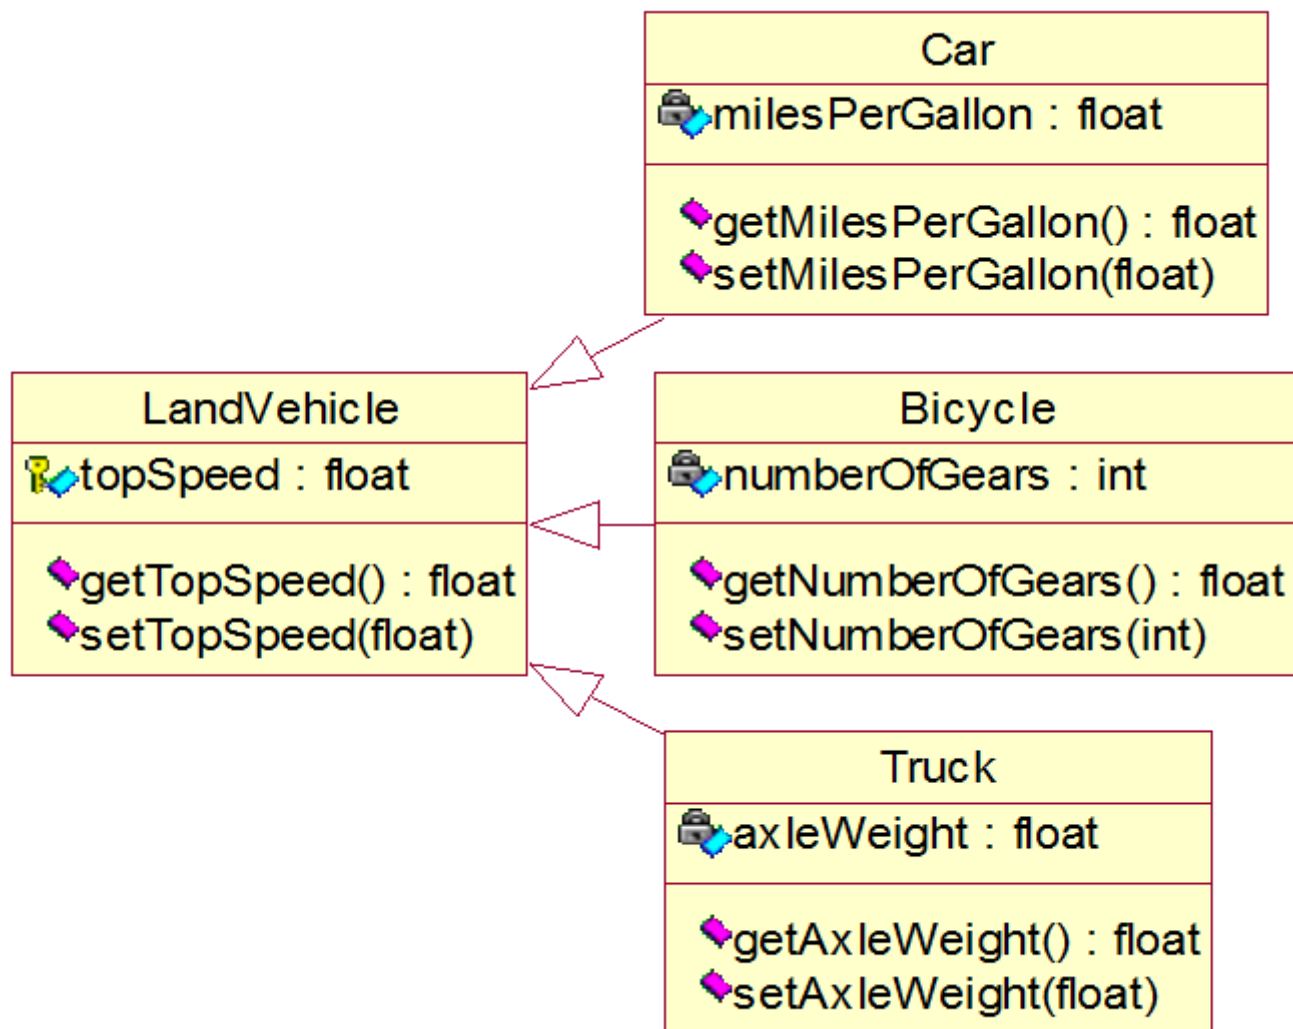 Car
milesPerGallon : float
getMilesPerGallon() : float
setMilesPerGallon(float)
LandVehicle
topSpeed : float
getTopSpeed() : float
setTopSpeed(float)
Bicycle
numberOfGears : int
getNumberOfGears() : float
setNumberOfGears(int)
Truck
axleWeight : float
getAxleWeight() : float
setAxleWeight(float)